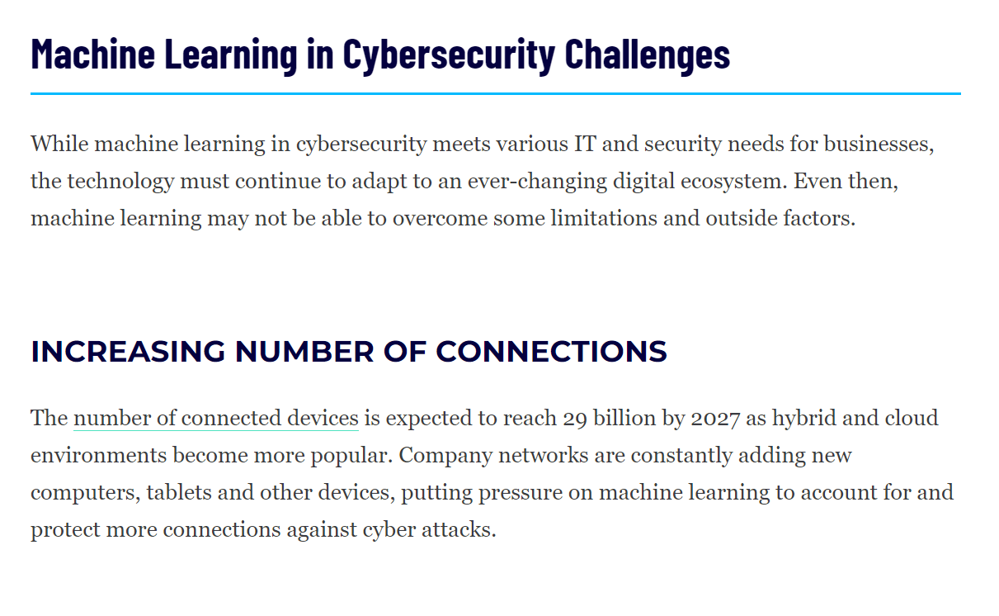 Machine Learning in Cybersecurity Challenges
While machine learning in cybersecurity meets various IT and security needs for businesses,
the technology must continue to adapt to an ever-changing digital ecosystem. Even then,
machine learning may not be able to overcome some limitations and outside factors.
INCREASING NUMBER OF CONNECTIONS
The number of connected devices is expected to reach 29 billion by 2027 as hybrid and cloud
environments become more popular. Company networks are constantly adding new
computers, tablets and other devices, putting pressure on machine learning to account for and
protect more connections against cyber attacks.